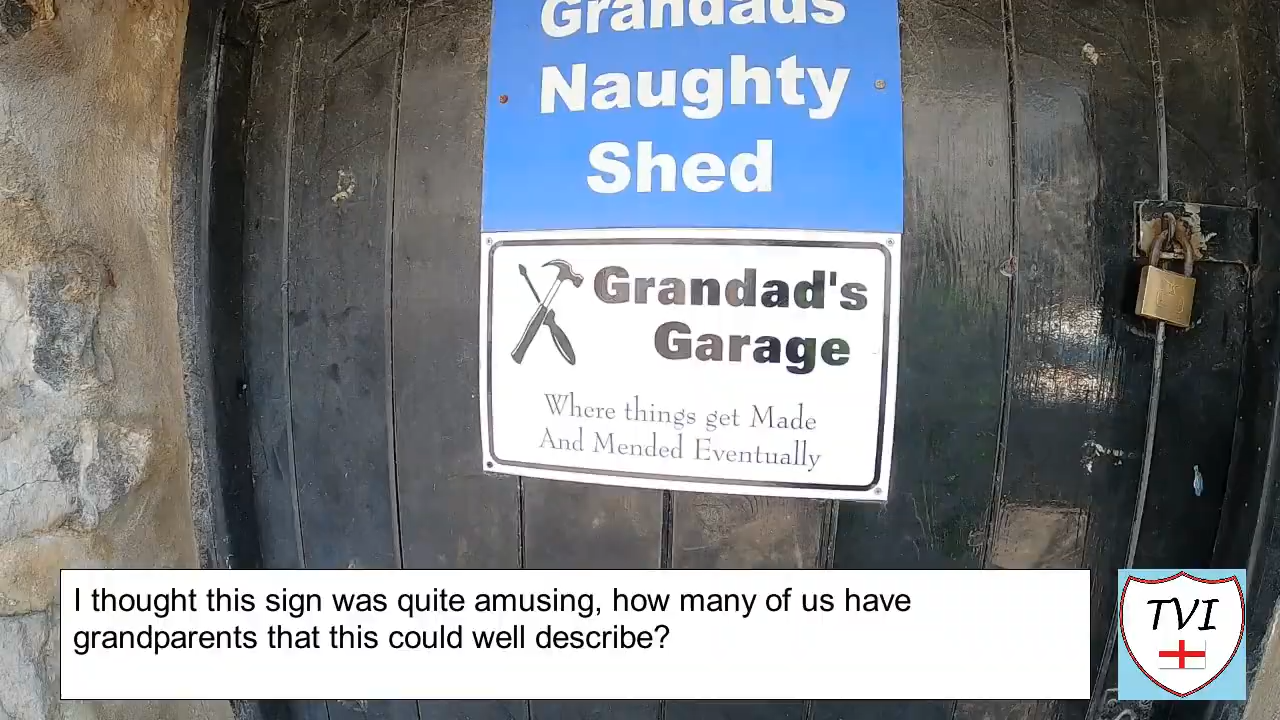 Grandads
Naughty
Shed
Grandad's
Garage
Where things get Made
And Mended Eventually
I thought this sign was quite amusing, how many of us have
grandparents that this could well describe?
TVI